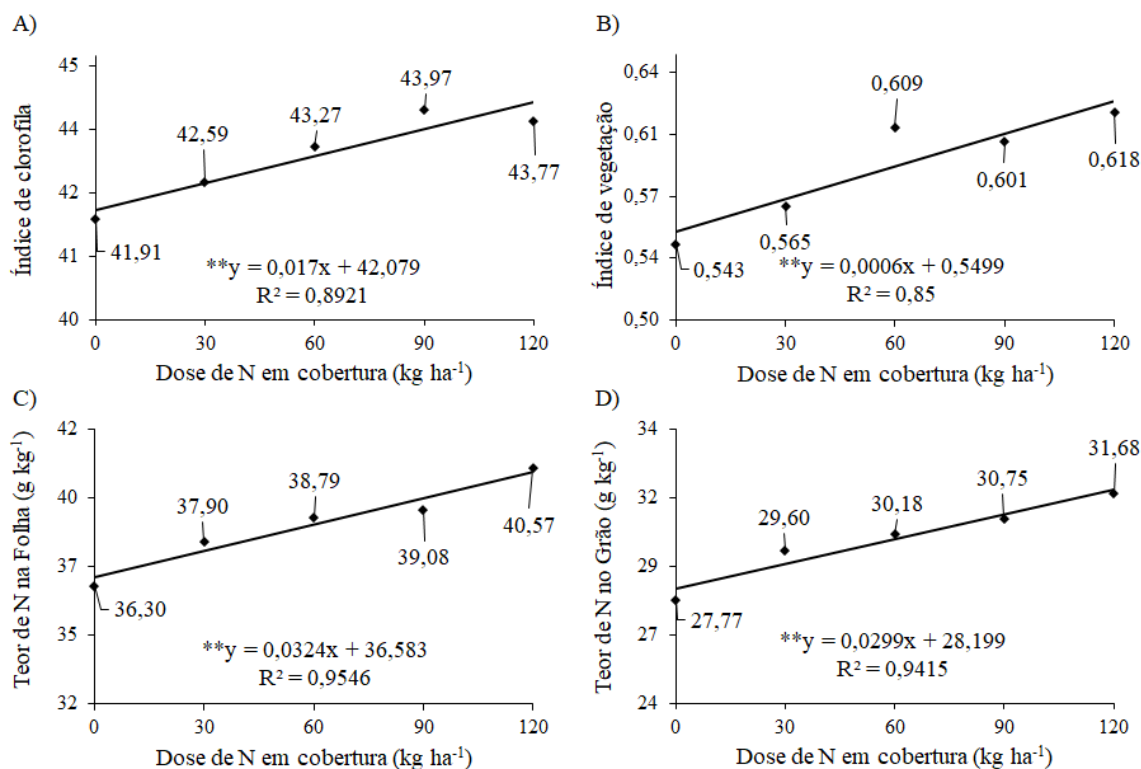 A)
Índice de clorofila
45
44
42
41
40
41,91
42,59
43,27
43,97
43,77
**y = 0,017x + 42,079
R² = 0,8921
0 30 60 90 120
Dose de N em cobertura (kg ha⁻¹)
B)
Índice de vegetação
0,64
0,61
0,57
0,54
0,50
0,543
0,565
0,609
0,601
0,618
**y = 0,0006x + 0,5499
R² = 0,85
0 30 60 90 120
Dose de N em cobertura (kg ha⁻¹)
C)
Teor de N na Folha (g kg⁻¹)
42
40
37
35
32
36,30
37,90
38,79
39,08
40,57
**y = 0,0324x + 36,583
R² = 0,9546
0 30 60 90 120
Dose de N em cobertura (kg ha⁻¹)
D)
Teor de N no Grão (g kg⁻¹)
34
32
29
27
24
27,77
29,60
30,18
30,75
31,68
**y = 0,0299x + 28,199
R² = 0,9415
0 30 60 90 120
Dose de N em cobertura (kg ha⁻¹)